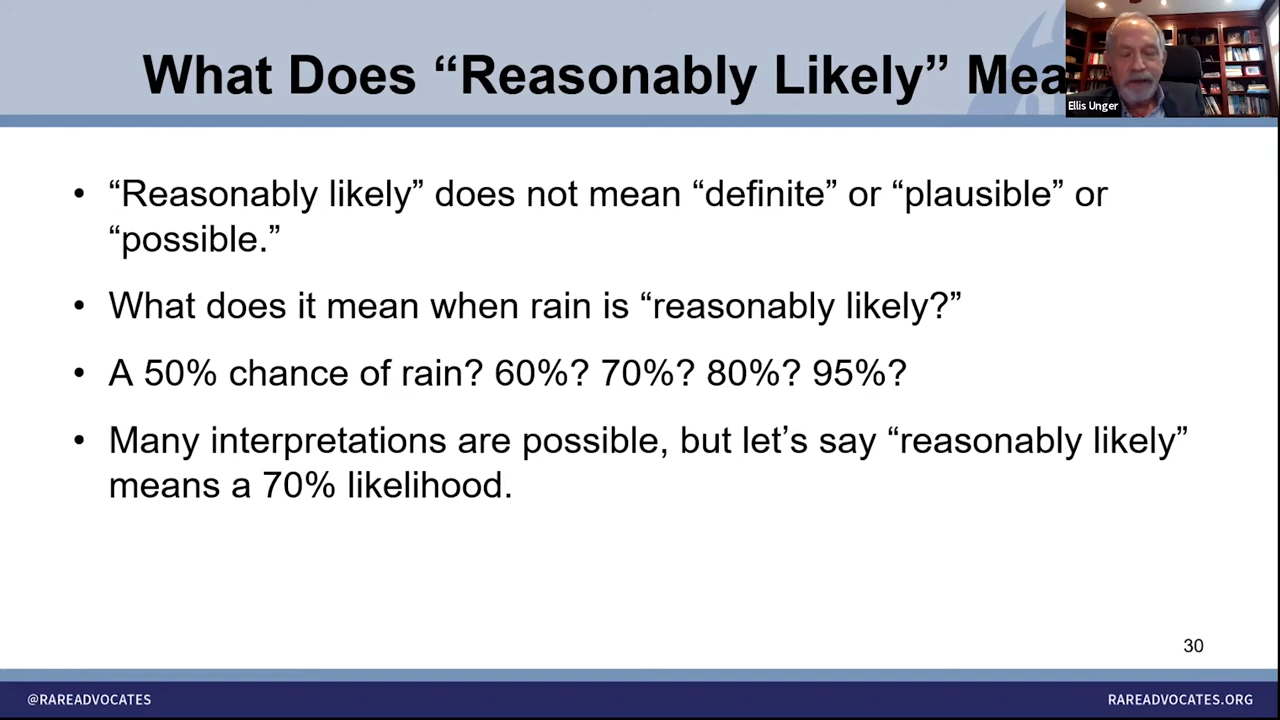 What Does “Reasonably Likely” Mea
Ellis Unger
• “Reasonably likely” does not mean “definite” or “plausible” or
“possible.”
• What does it mean when rain is “reasonably likely?”
• A 50% chance of rain? 60%? 70%? 80%? 95%?
• Many interpretations are possible, but let’s say “reasonably likely”
means a 70% likelihood.
30
@RAREADVOCATES
RAREADVOCATES.ORG